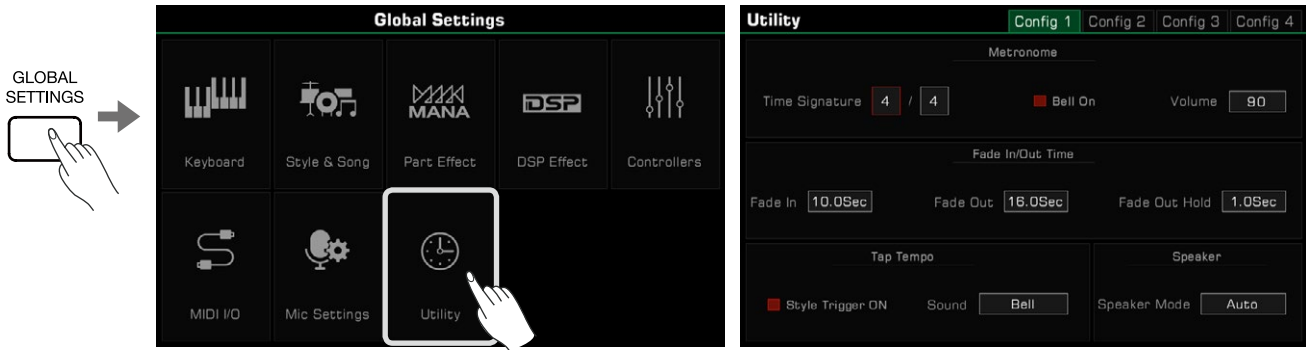 GLOBAL
SETTINGS
Global Settings
MANA
DSP
Keyboard
Style & Song
Part Effect
DSP Effect
Controllers
MIDI I/O
Mic Settings
Utility
Utility
Config 1
Config 2
Config 3
Config 4
Metronome
Time Signature 4 / 4
Bell On
Volume 90
Fade In/Out Time
Fade In 10.0Sec
Fade Out 16.0Sec
Fade Out Hold 1.0Sec
Tap Tempo
Speaker
Style Trigger ON
Sound Bell
Speaker Mode Auto